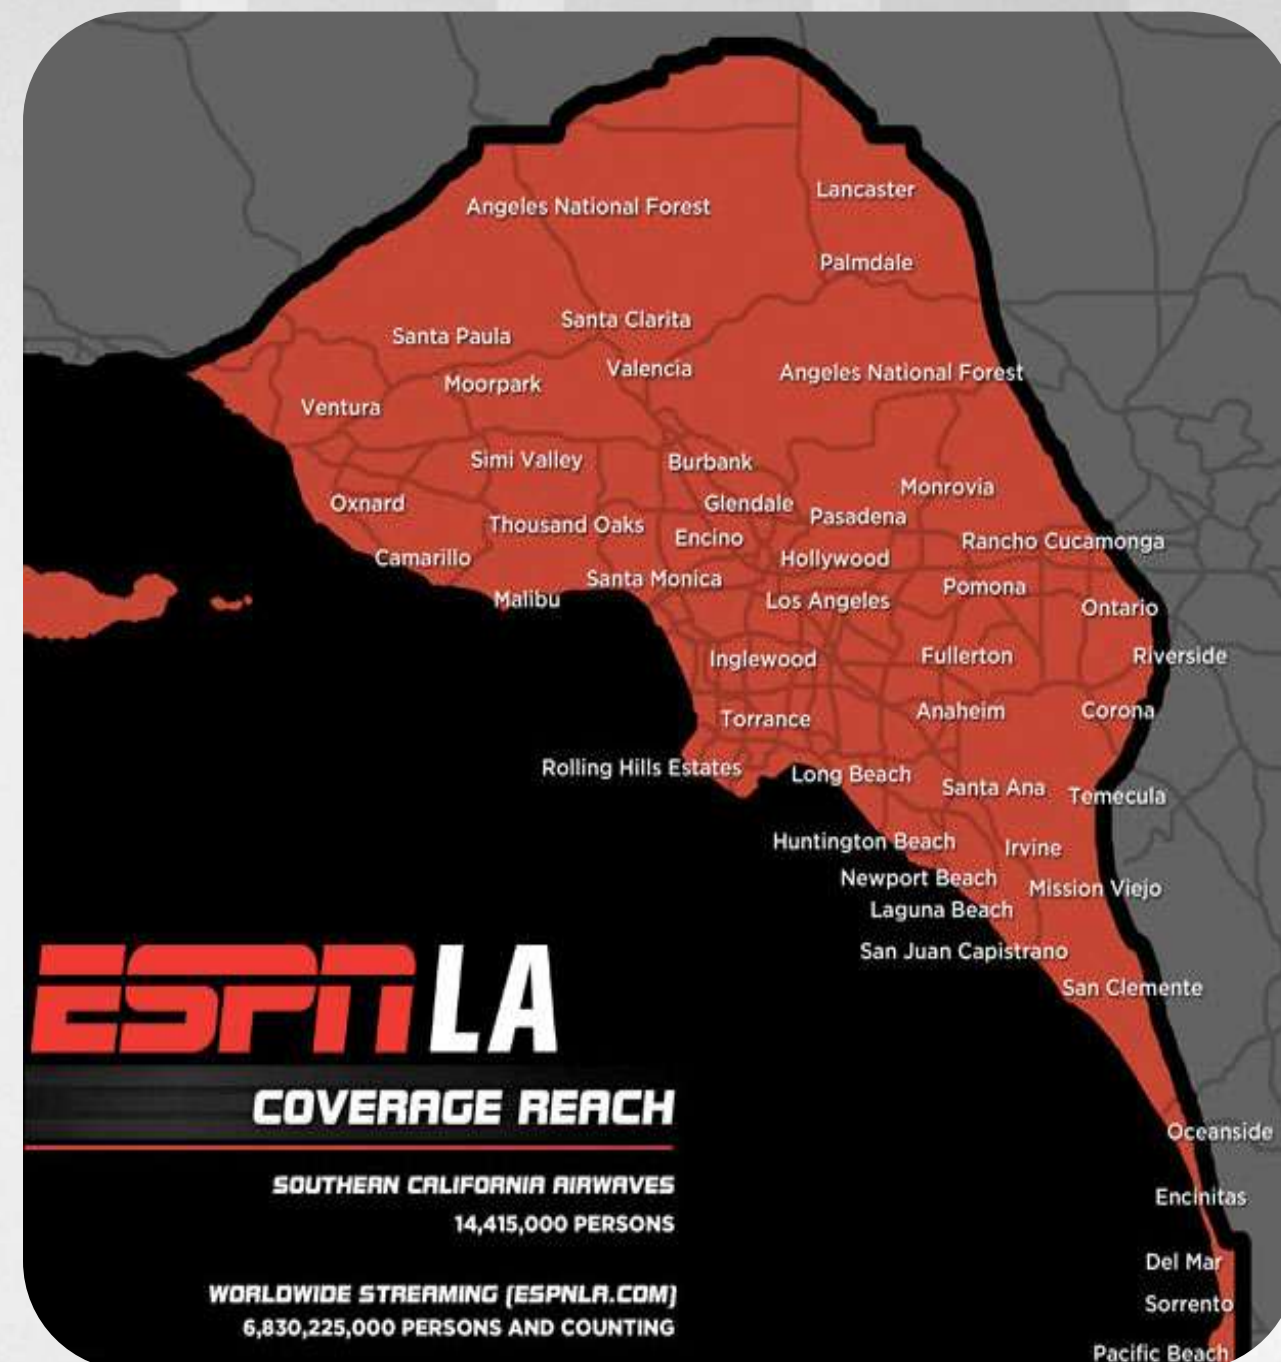 Lancaster
Angeles National Forest
Palmdale
Santa Clarita
Santa Paula
Valencia
Angeles National Forest
Moorpark
Ventura
Simi Valley
Burbank
Monrovia
Oxnard
Glendale
Pasadena
Thousand Oaks
Encino
Rancho Cucamonga
Camarillo
Hollywood
Santa Monica
Pomona
Malibu
Los Angeles
Ontario
Inglewood
Fullerton
Riverside
Torrance
Anaheim
Corona
Rolling Hills Estates
Long Beach
Santa Ana
Temecula
Huntington Beach
Irvine
Newport Beach
Mission Viejo
Laguna Beach
San Juan Capistrano
San Clemente
Oceanside
Encinitas
Del Mar
Sorrento
Pacific Beach
ESPN LA
COVERAGE REACH
SOUTHERN CALIFORNIA AIRWAVES
14,415,000 PERSONS
WORLDWIDE STREAMING (ESPNLA.COM)
6,830,225,000 PERSONS AND COUNTING